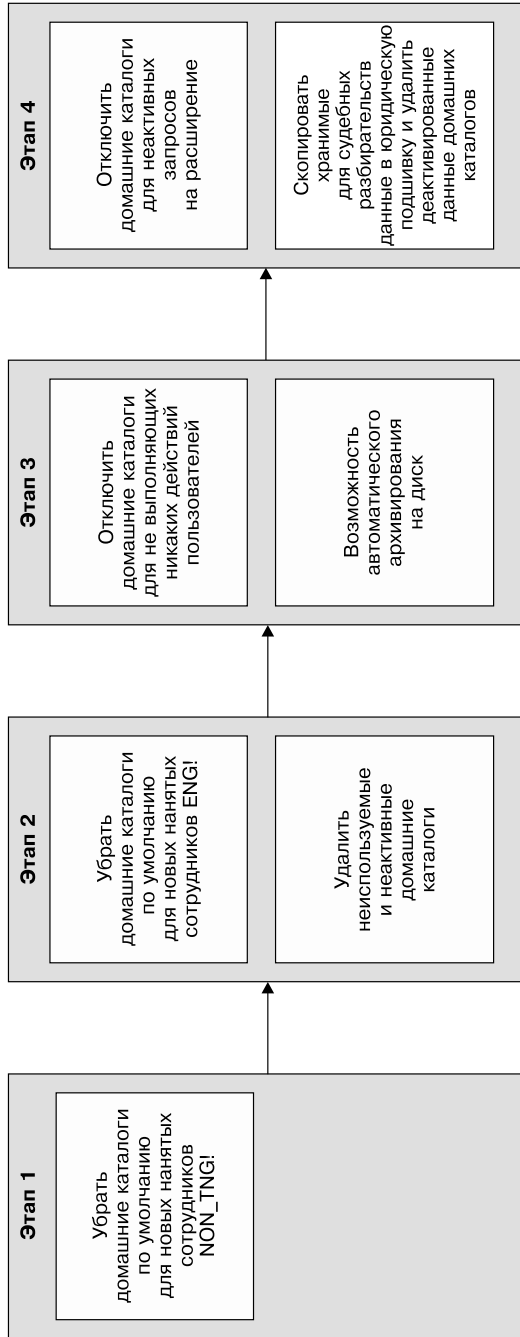 Этап 1
Убрать
домашние каталоги
по умолчанию
для новых нанятых
сотрудников
NON_TNG!
Этап 2
Убрать
домашние каталоги
по умолчанию
для новых нанятых
сотрудников ENG!
Удалить
неиспользуемые
и неактивные
домашние
каталоги
Этап 3
Отключить
домашние каталоги
для не выполняющих
никаких действий
пользователей
Возможность
автоматического
архивирования
на диск
Этап 4
Отключить
домашние каталоги
для неактивных
запросов
на расширение
Скопировать
хранимые
для судебных
разбирательств
данные в юридическую
подшивку и удалить
деактивированные
данные домашних
каталогов